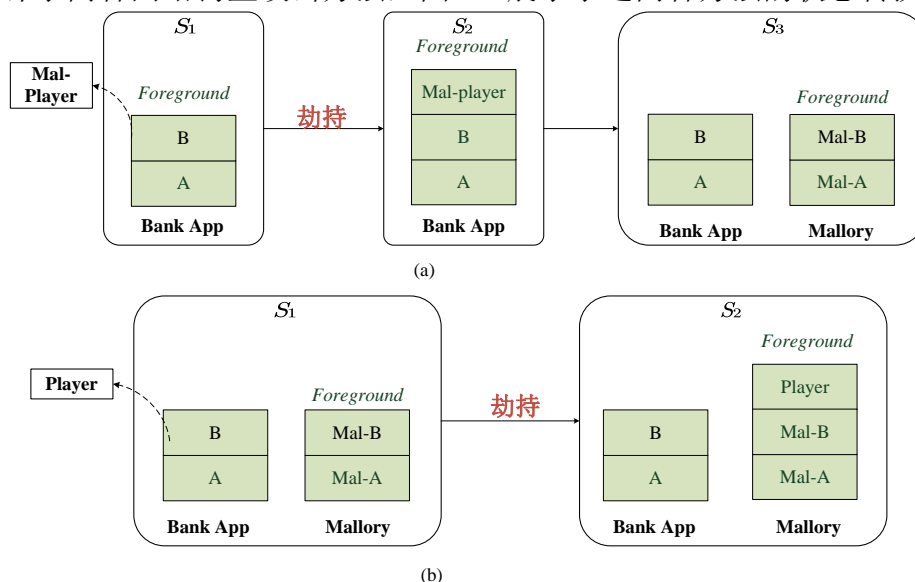 S₁
S₂
S₃
Mal-Player
Foreground
B
A
Bank App
劫持
Foreground
Mal-player
B
A
Bank App
B
A
Bank App
Foreground
Mal-B
Mal-A
Mallory
(a)
S₁
S₂
Player
B
A
Bank App
Foreground
Mal-B
Mal-A
Mallory
劫持
B
A
Bank App
Foreground
Player
Mal-B
Mal-A
Mallory
(b)